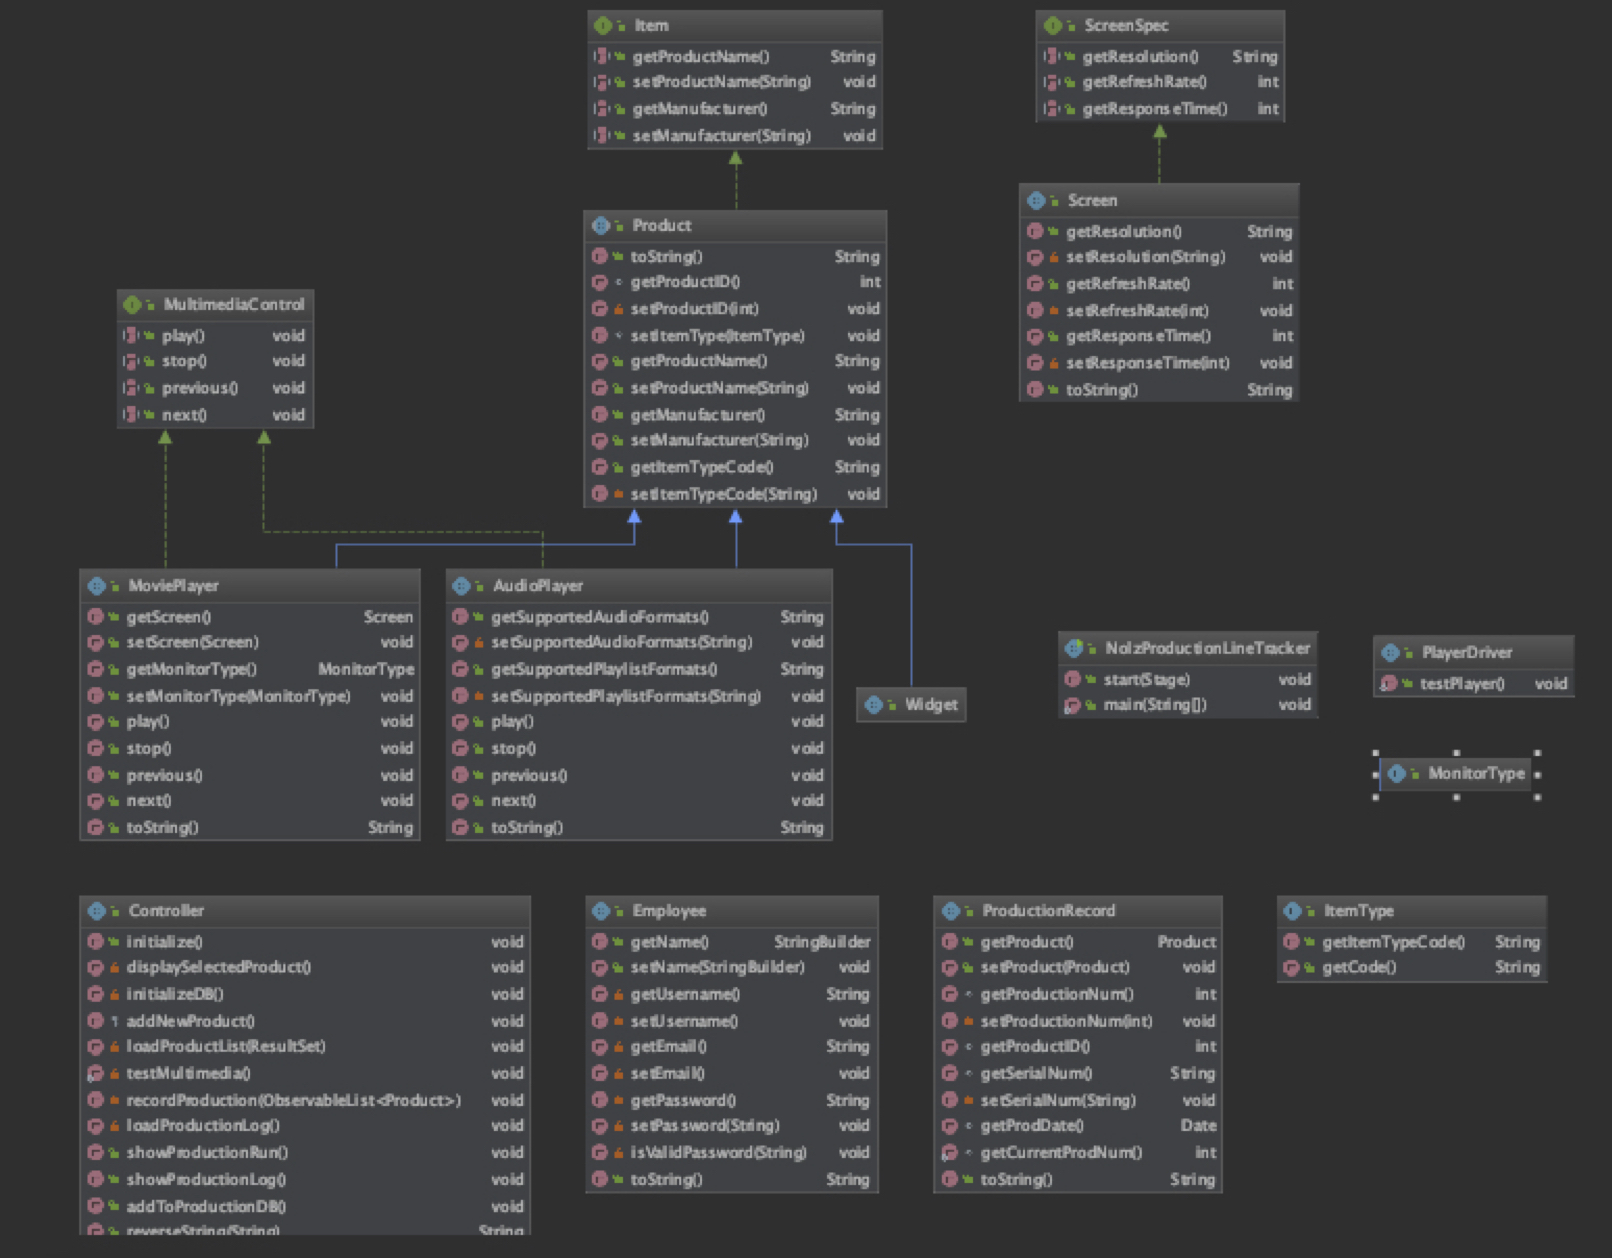 Item
getProductName() String
setProductName(String) void
getManufacturer() String
setManufacturer(String) void
ScreenSpec
getResolution() String
getRefreshRate() int
getResponseTime() int
Product
toString() String
getProductID() int
setProductID(int) void
setItemType(ItemType) void
getProductName() String
setProductName(String) void
getManufacturer() String
setManufacturer(String) void
getItemTypeCode() String
setItemTypeCode(String) void
Screen
getResolution() String
setResolution(String) void
getRefreshRate() int
setRefreshRate(int) void
getResponseTime() int
setResponseTime(int) void
toString() String
MultimediaControl
play() void
stop() void
previous() void
next() void
MoviePlayer
getScreen() Screen
setScreen(Screen) void
getMonitorType() MonitorType
setMonitorType(MonitorType) void
play() void
stop() void
previous() void
next() void
toString() String
AudioPlayer
getSupportedAudioFormats() String
setSupportedAudioFormats(String) void
getSupportedPlaylistFormats() String
setSupportedPlaylistFormats(String) void
play() void
stop() void
previous() void
next() void
toString() String
Widget
NolzProductionLineTracker
start(Stage) void
main(String[]) void
PlayerDriver
testPlayer() void
MonitorType
Controller
initialize() void
displaySelectedProduct() void
initializeDB() void
addNewProduct() void
loadProductList(ResultSet) void
testMultimedia() void
recordProduction(ObservableList<Product>) void
loadProductionLog() void
showProductionRun() void
showProductionLog() void
addToProductionDB() void
reverseString(String) String
Employee
getName() StringBuilder
setName(StringBuilder) void
getUsername() String
setUsername() void
getEmail() String
setEmail() void
getPassword() String
setPassword(String) void
isValidPassword(String) void
toString() String
ProductionRecord
getProduct() Product
setProduct(Product) void
getProductionNum() int
setProductionNum(int) void
getProductID() int
getSerialNum() String
setSerialNum(String) void
getProdDate() Date
getCurrentProdNum() int
toString() String
ItemType
getItemTypeCode() String
getCode() String